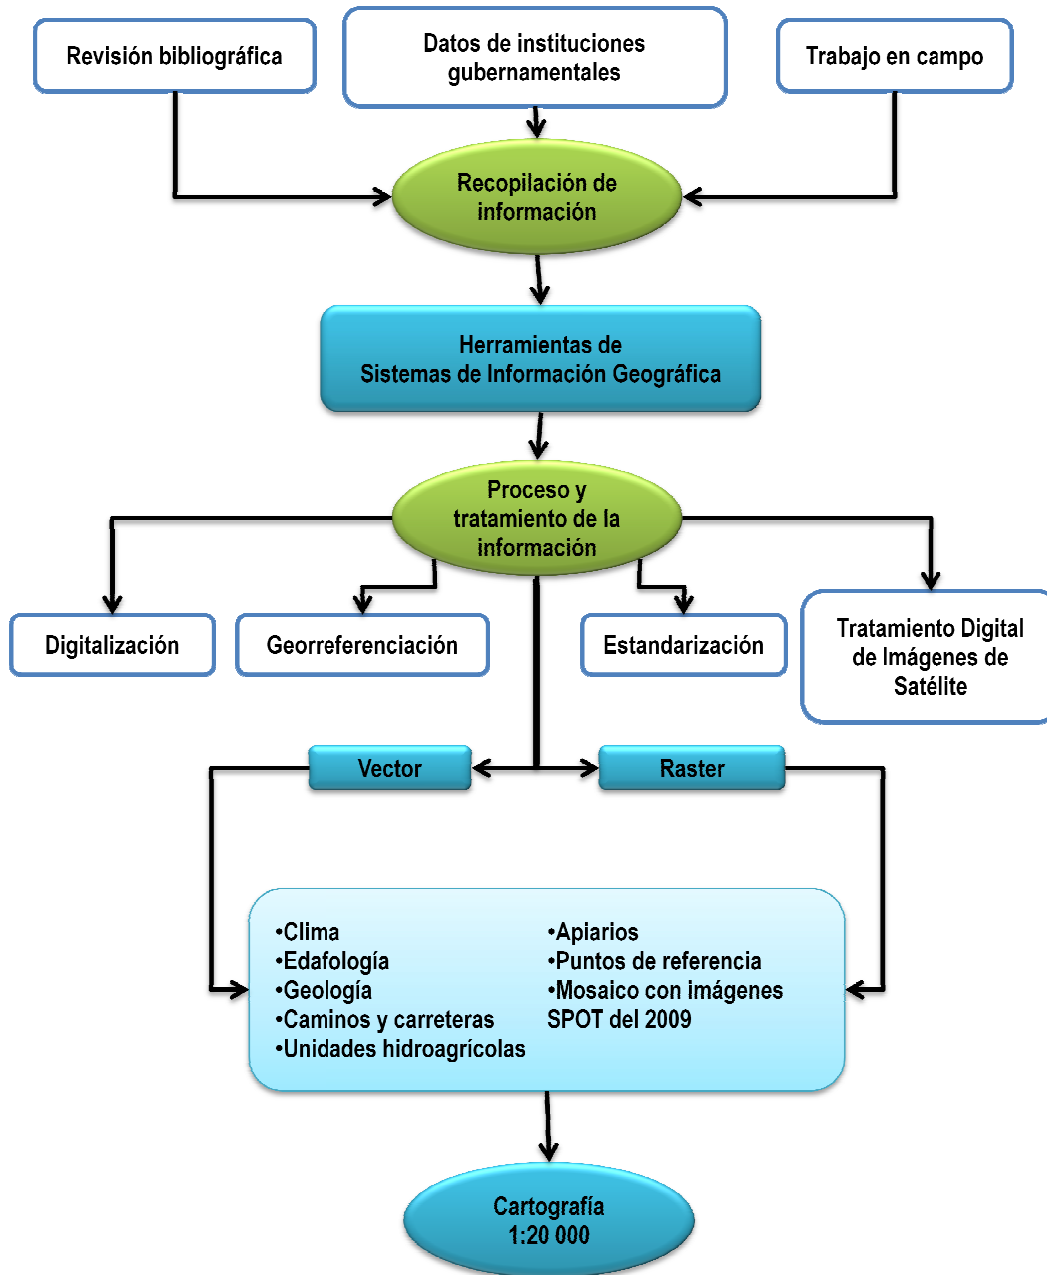 Revisión bibliográfica
Datos de instituciones
gubernamentales
Trabajo en campo
Recopilación de
información
Herramientas de
Sistemas de Información Geográfica
Proceso y
tratamiento de la
información
Digitalización
Georreferenciación
Estandarización
Tratamiento Digital
de Imágenes de
Satélite
Vector
Raster
•Clima
•Edafología
•Geología
•Caminos y carreteras
•Unidades hidroagrícolas
•Apiarios
•Puntos de referencia
•Mosaico con imágenes
SPOT del 2009
Cartografía
1:20 000